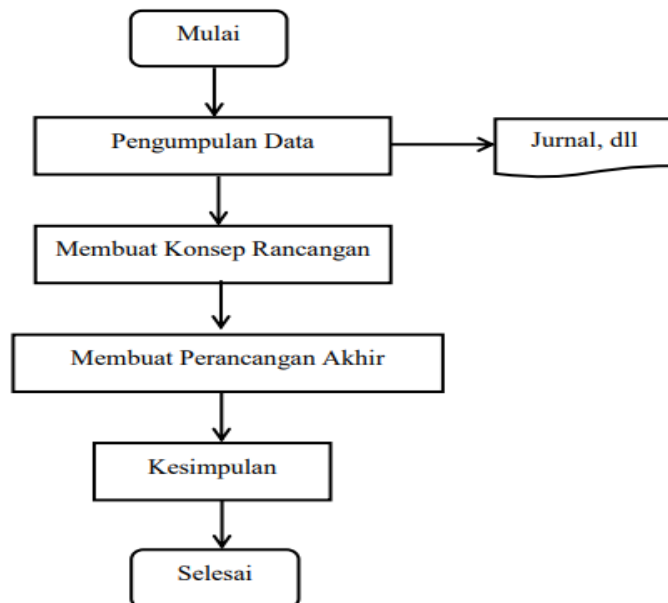 Mulai
Pengumpulan Data
Jurnal, dll
Membuat Konsep Rancangan
Membuat Perancangan Akhir
Kesimpulan
Selesai